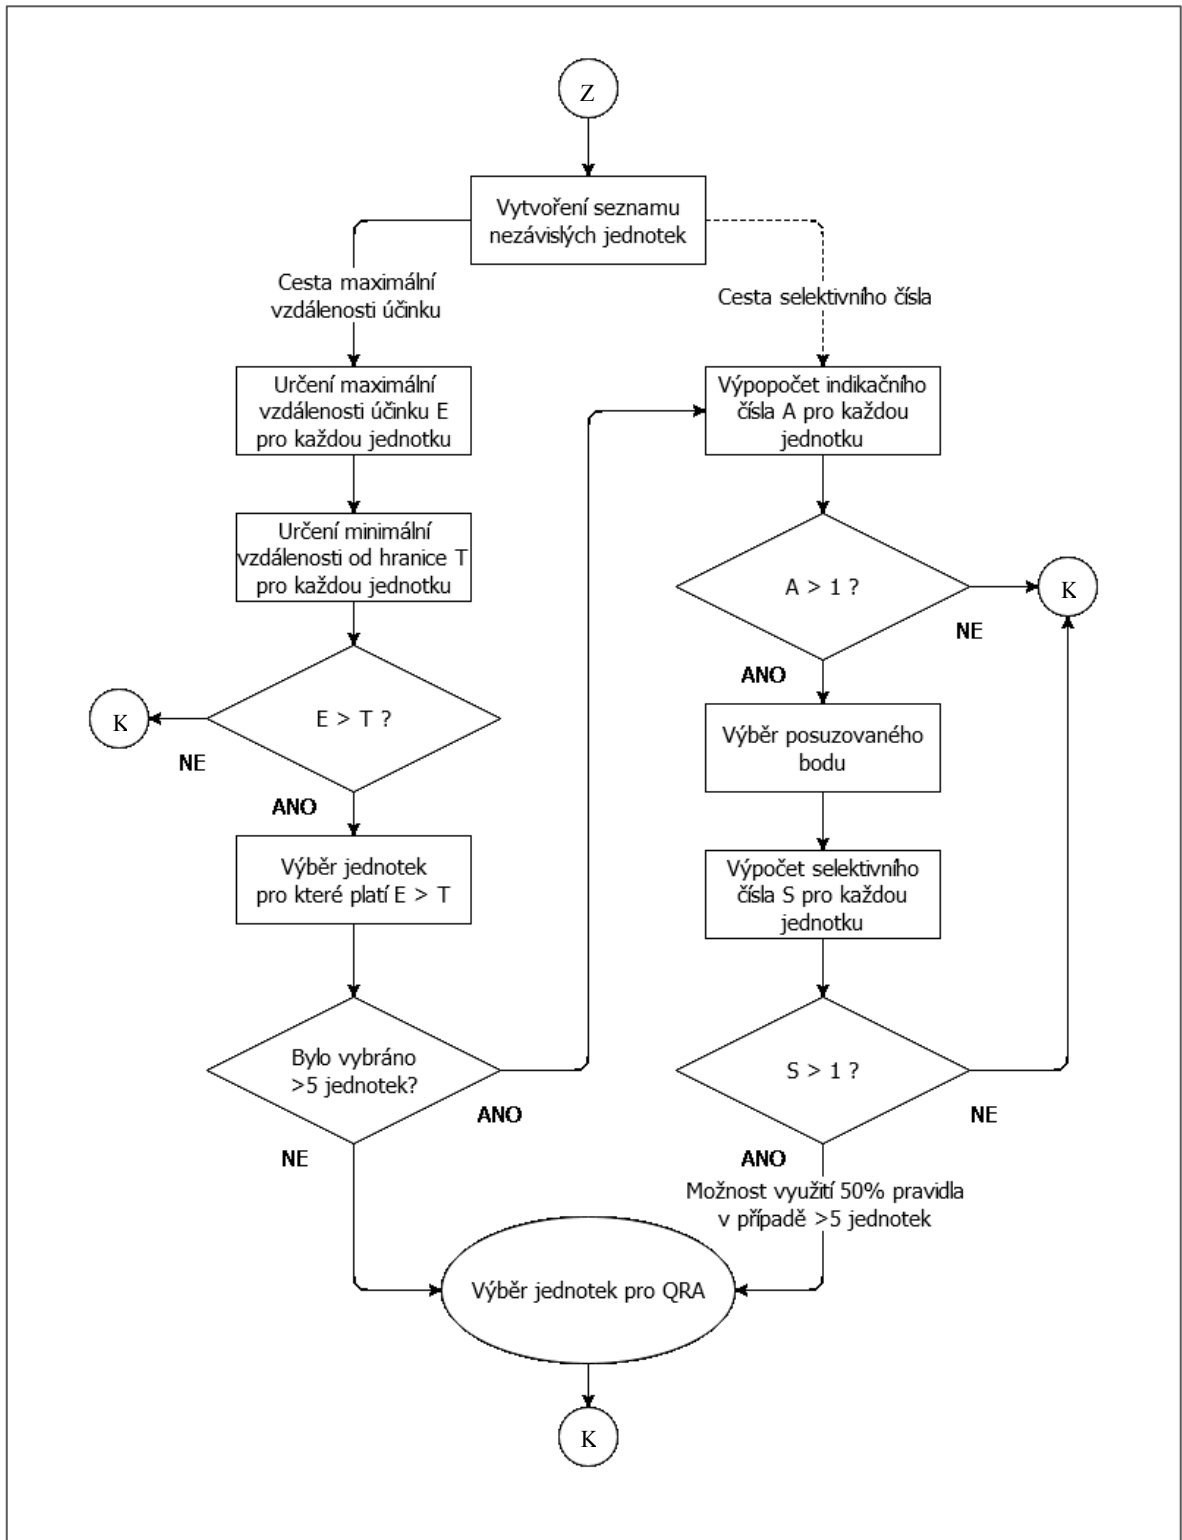 Z
Vytvoření seznamu
nezávislých jednotek
Cesta maximální
vzdálenosti účinku
Cesta selektivního čísla
Určení maximální
vzdálenosti účinku E
pro každou jednotku
Výpopočet indikačního
čísla A pro každou
jednotku
Určení minimální
vzdálenosti od hranice T
pro každou jednotku
A > 1 ?
K
NE
ANO
E > T ?
K
NE
ANO
Výběr posuzovaného
bodu
Výběr jednotek
pro které platí E > T
Výpočet selektivního
čísla S pro každou
jednotku
Bylo vybráno
>5 jednotek?
ANO
NE
S > 1 ?
NE
ANO
Možnost využití 50% pravidla
v případě >5 jednotek
Výběr jednotek pro QRA
K